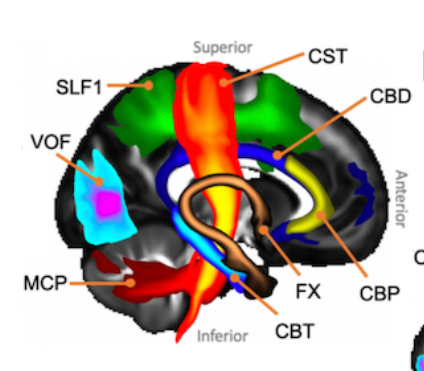 Superior
CST
SLF1
CBD
VOF
Anterior
MCP
FX
CBP
CBT
Inferior